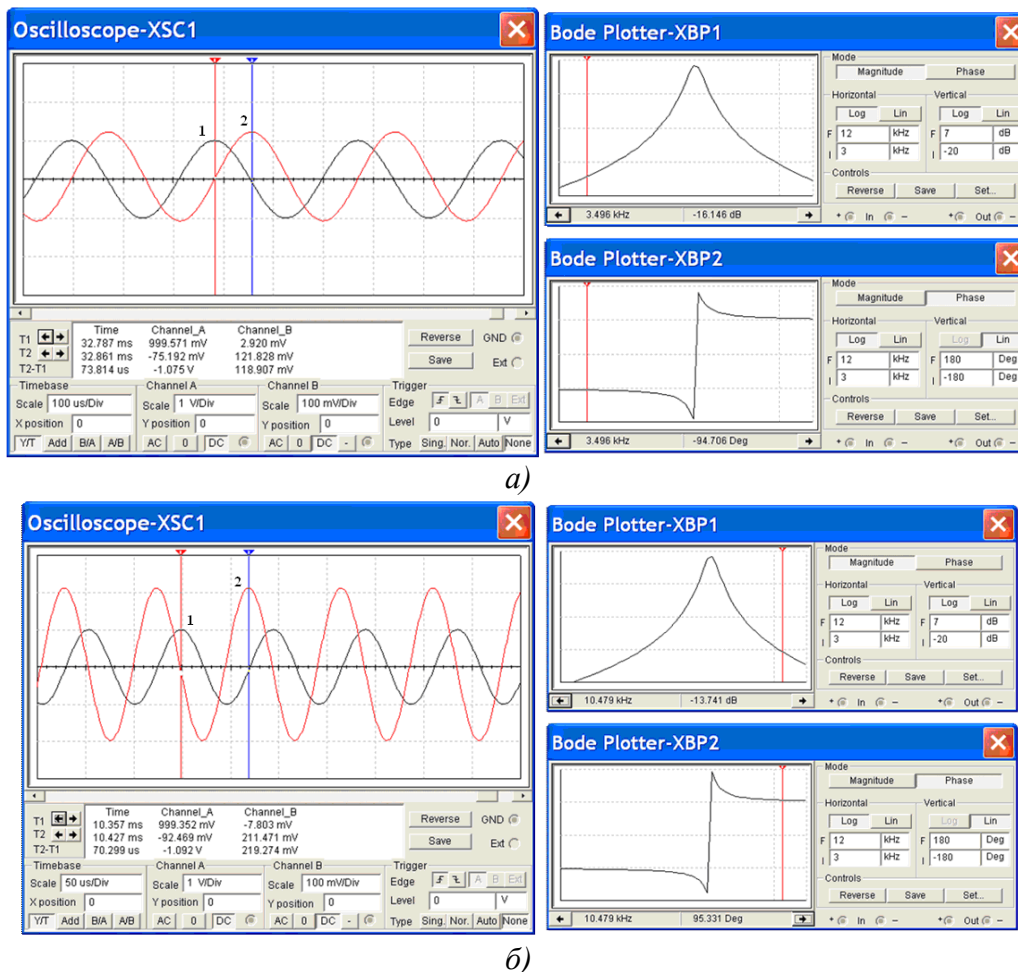 Oscilloscope-XSC1
1
2
T1
T2
T2-T1
Time Channel_A Channel_B
32.787 ms 999.571 mV 2.920 mV
32.861 ms -75.192 mV 121.828 mV
73.814 us -1.075 V 118.907 mV
Reverse
Save
GND
Ext
Timebase
Scale 100 us/Div
X position 0
Y/T Add B/A A/B
Channel A
Scale 1 V/Div
Y position 0
AC 0 DC
Channel B
Scale 100 mV/Div
Y position 0
AC 0 DC -
Trigger
Edge A B Ext
Level 0 V
Type Sing. Nor. Auto None
Bode Plotter-XBP1
Mode
Magnitude Phase
Horizontal Vertical
Log Lin Log Lin
F 12 kHz F 7 dB
I 3 kHz I -20 dB
Controls
Reverse Save Set...
3.496 kHz -16.146 dB
+ In - + Out -
Bode Plotter-XBP2
Mode
Magnitude Phase
Horizontal Vertical
Log Lin Log Lin
F 12 kHz F 180 Deg
I 3 kHz I -180 Deg
Controls
Reverse Save Set...
3.496 kHz -94.706 Deg
+ In - + Out -
а)
Oscilloscope-XSC1
2
1
T1
T2
T2-T1
Time Channel_A Channel_B
10.357 ms 999.352 mV -7.803 mV
10.427 ms -92.469 mV 211.471 mV
70.299 us -1.092 V 219.274 mV
Reverse
Save
GND
Ext
Timebase
Scale 50 us/Div
X position 0
Y/T Add B/A A/B
Channel A
Scale 1 V/Div
Y position 0
AC 0 DC
Channel B
Scale 100 mV/Div
Y position 0
AC 0 DC -
Trigger
Edge A B Ext
Level 0 V
Type Sing. Nor. Auto None
Bode Plotter-XBP1
Mode
Magnitude Phase
Horizontal Vertical
Log Lin Log Lin
F 12 kHz F 7 dB
I 3 kHz I -20 dB
Controls
Reverse Save Set...
10.479 kHz -13.741 dB
+ In - + Out -
Bode Plotter-XBP2
Mode
Magnitude Phase
Horizontal Vertical
Log Lin Log Lin
F 12 kHz F 180 Deg
I 3 kHz I -180 Deg
Controls
Reverse Save Set...
10.479 kHz 95.331 Deg
+ In - + Out -
б)